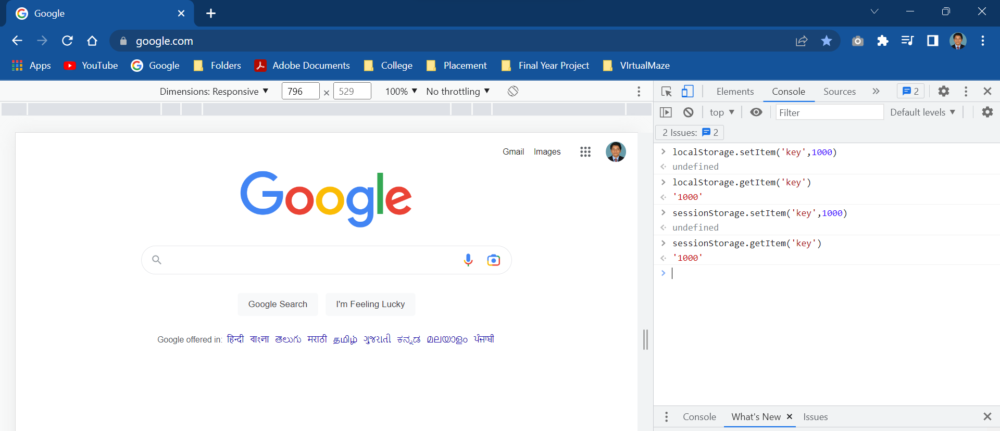 Google
google.com
Apps YouTube Google Folders Adobe Documents College Placement Final Year Project VIrtualMaze
Dimensions: Responsive 796 × 529 100% No throttling
Elements Console Sources 2
top Filter Default levels
2 Issues: 2
Gmail Images
Google
Google Search I'm Feeling Lucky
Google offered in: हिन्दी বাংলা తెలుగు मराठी தமிழ் ગુજરાતી ಕನ್ನಡ മലയാളം ਪੰਜਾਬੀ
localStorage.setItem('key',1000)
undefined
localStorage.getItem('key')
'1000'
sessionStorage.setItem('key',1000)
undefined
sessionStorage.getItem('key')
'1000'
Console What's New Issues